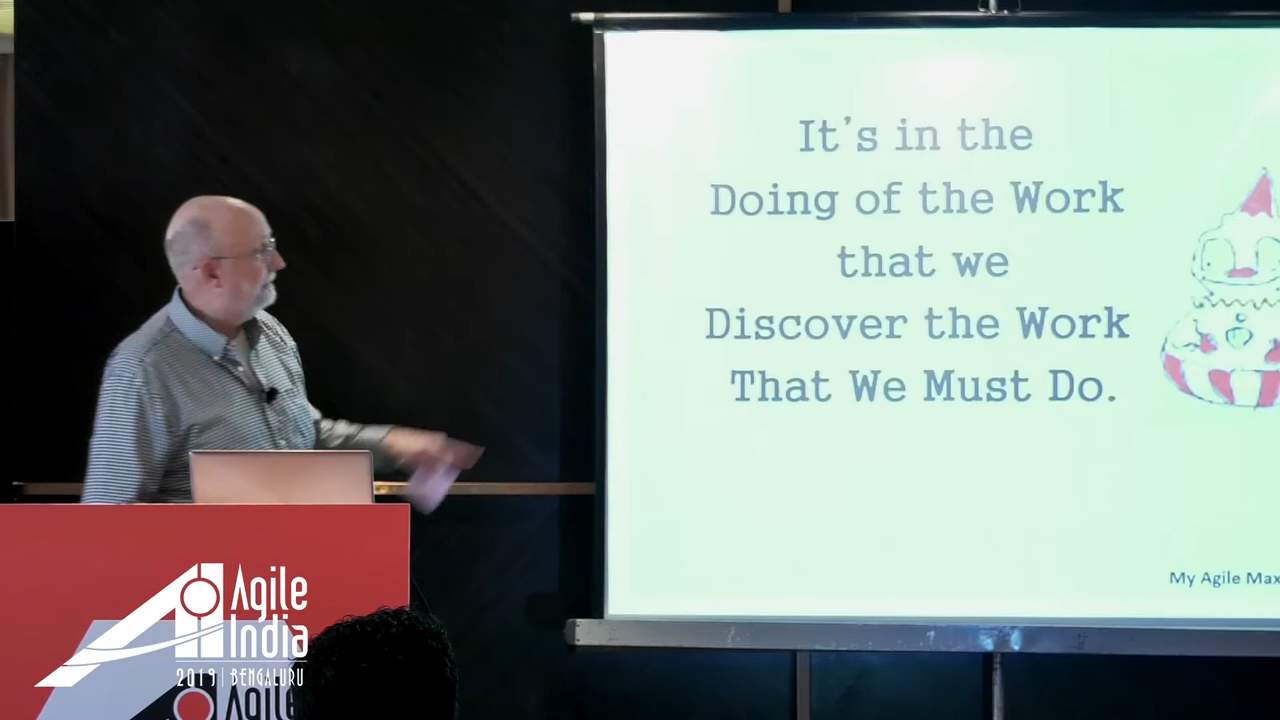 It's in the
Doing of the Work
that we
Discover the Work
That We Must Do.
My Agile Max
Agile
India
2019 | BENGALURU
Agile